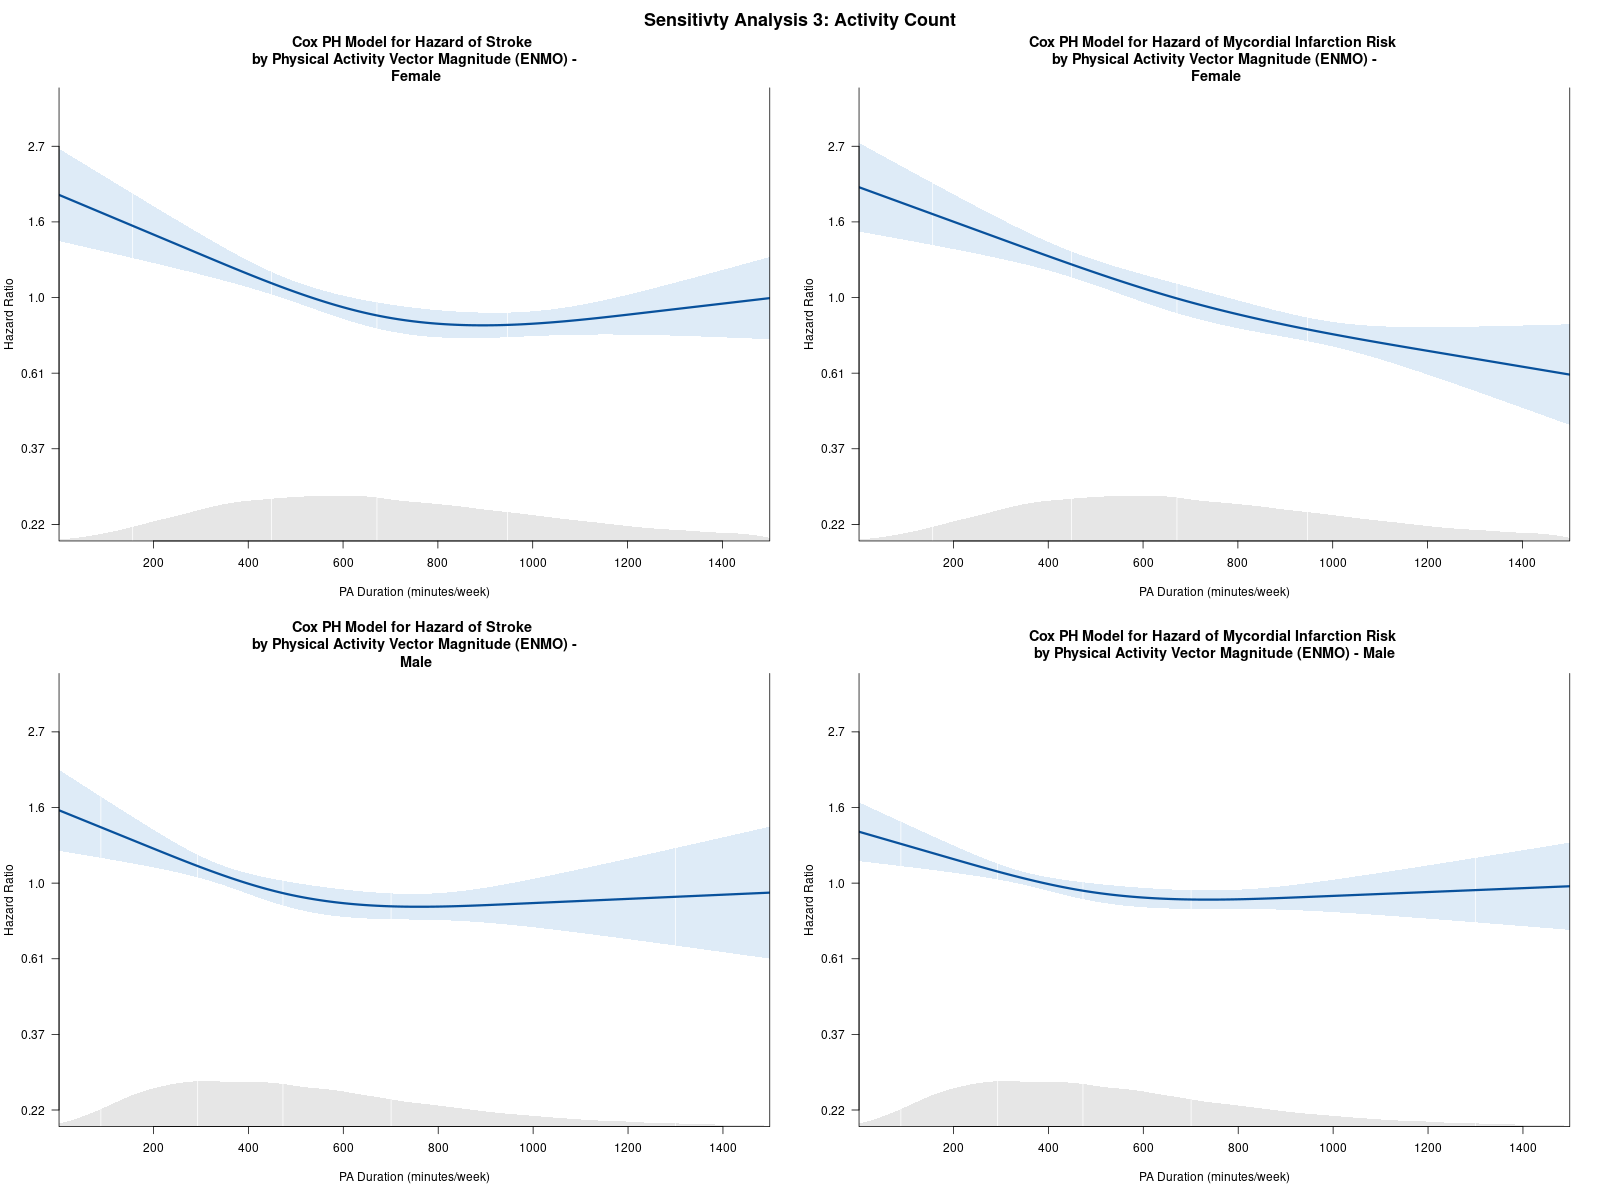 Sensitivty Analysis 3: Activity Count
Cox PH Model for Hazard of Stroke
by Physical Activity Vector Magnitude (ENMO) -
Female
Hazard Ratio
2.7
1.6
1.0
0.61
0.37
0.22
200 400 600 800 1000 1200 1400
PA Duration (minutes/week)
Cox PH Model for Hazard of Mycordial Infarction Risk
by Physical Activity Vector Magnitude (ENMO) -
Female
Hazard Ratio
2.7
1.6
1.0
0.61
0.37
0.22
200 400 600 800 1000 1200 1400
PA Duration (minutes/week)
Cox PH Model for Hazard of Stroke
by Physical Activity Vector Magnitude (ENMO) -
Male
Hazard Ratio
2.7
1.6
1.0
0.61
0.37
0.22
200 400 600 800 1000 1200 1400
PA Duration (minutes/week)
Cox PH Model for Hazard of Mycordial Infarction Risk
by Physical Activity Vector Magnitude (ENMO) - Male
Hazard Ratio
2.7
1.6
1.0
0.61
0.37
0.22
200 400 600 800 1000 1200 1400
PA Duration (minutes/week)